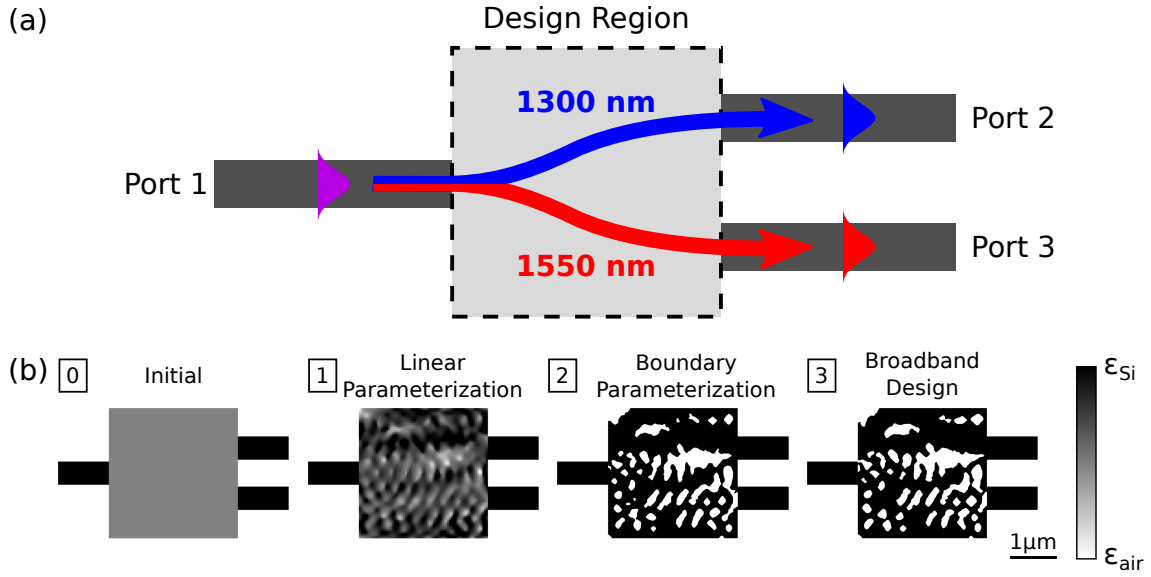 (a)
Design Region
1300 nm
Port 2
Port 1
1550 nm
Port 3
(b)
0
Initial
1
Linear
Parameterization
2
Boundary
Parameterization
3
Broadband
Design
εSi
εair
1μm